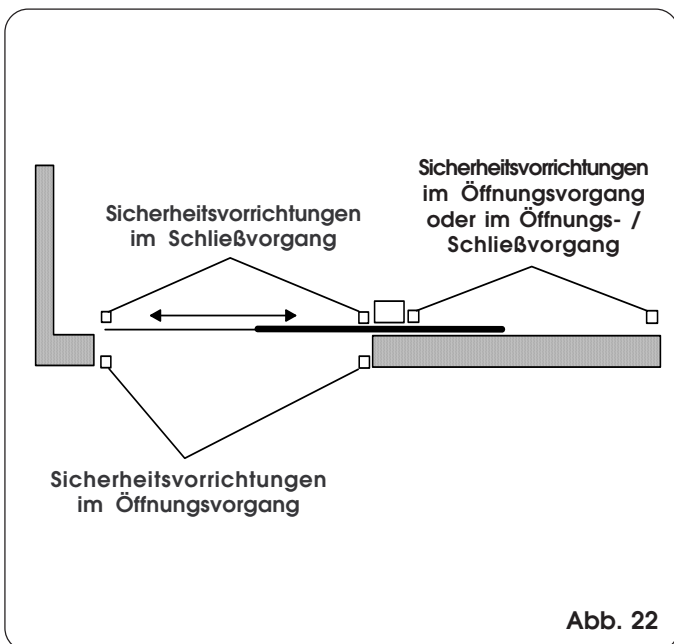 Sicherheitsvorrichtungen
im Öffnungsvorgang
oder im Öffnungs- /
Schließvorgang
Sicherheitsvorrichtungen
im Schließvorgang
Sicherheitsvorrichtungen
im Öffnungsvorgang
Abb. 22